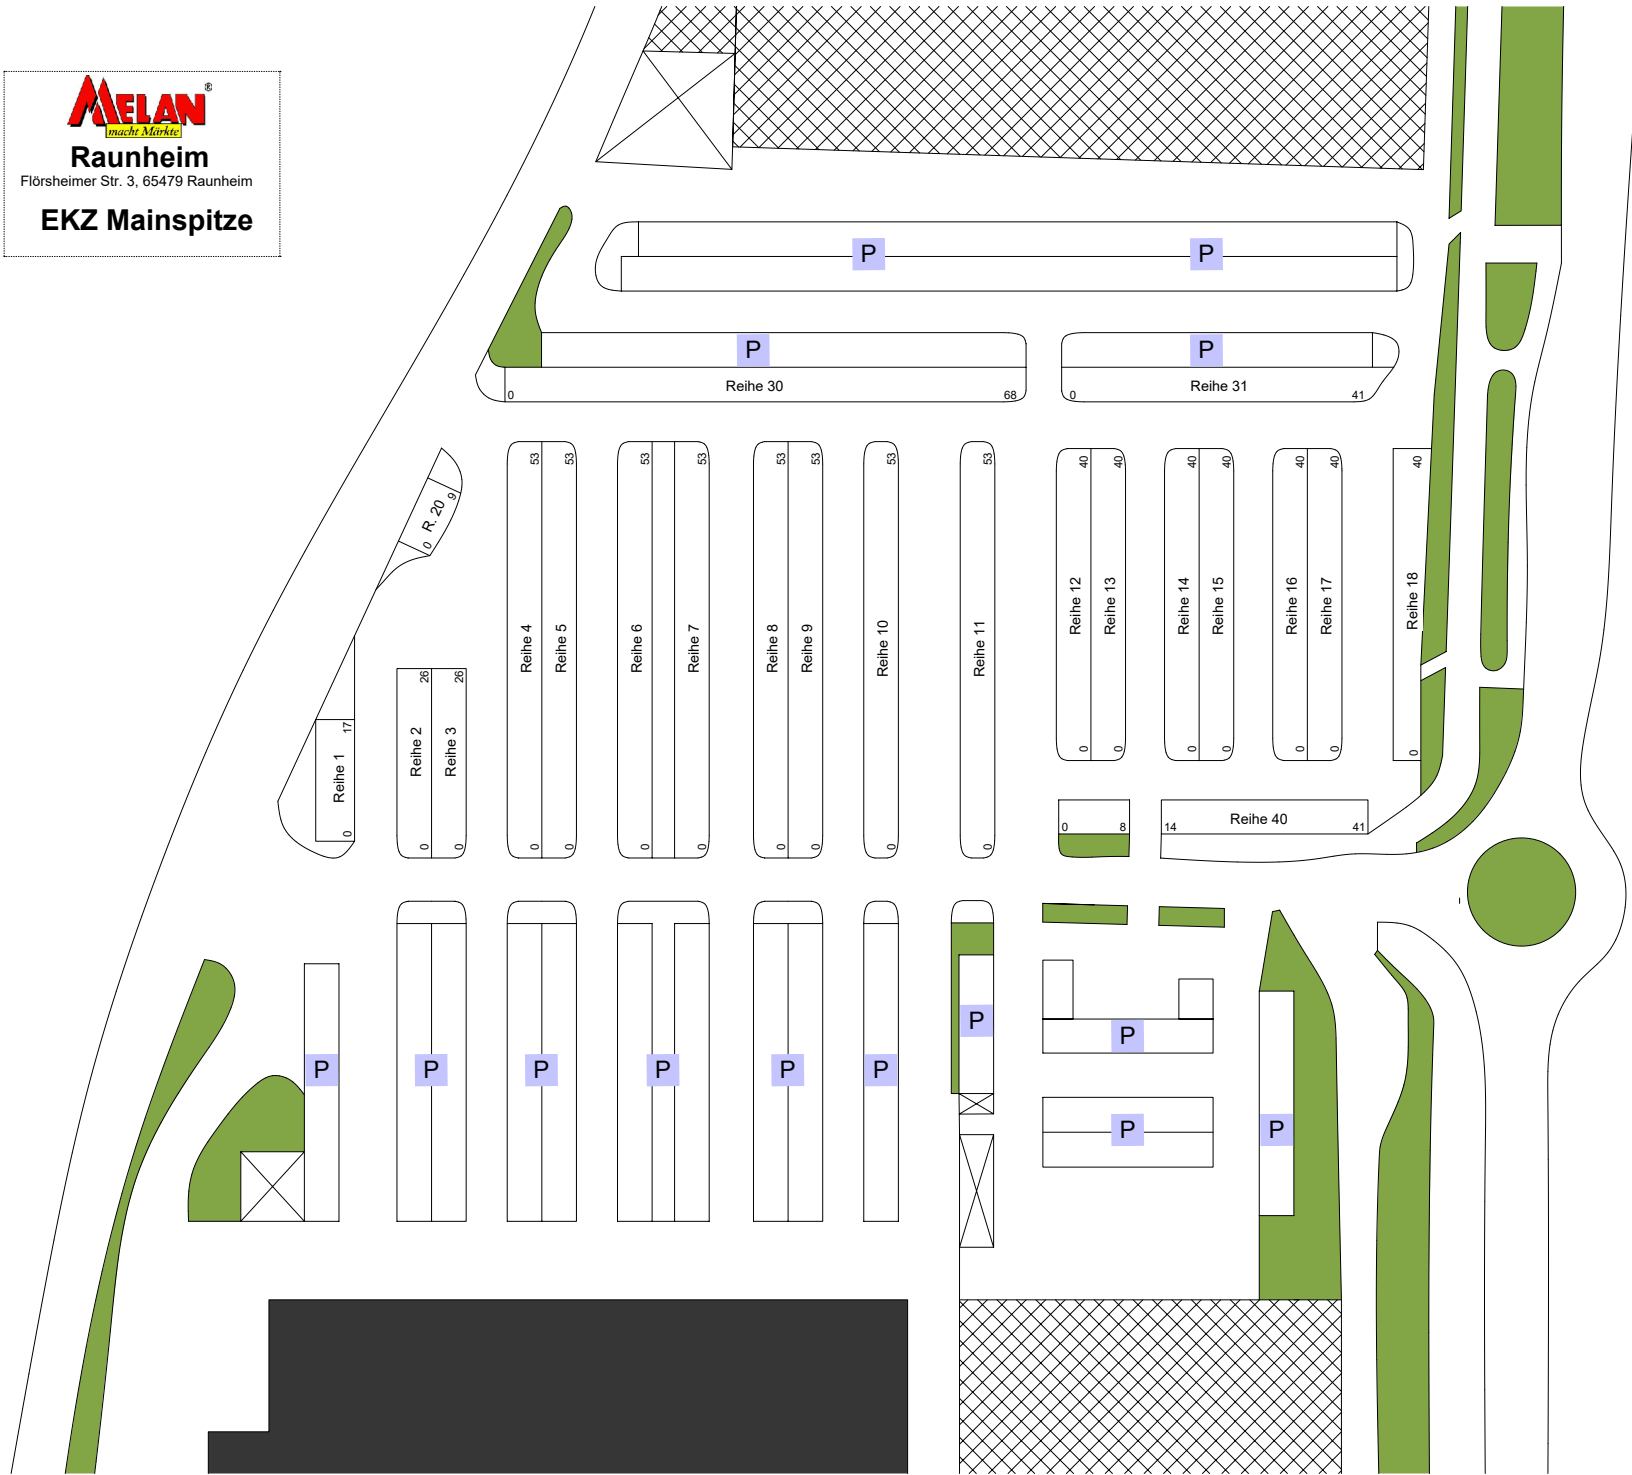 MELAN®
macht Märkte
Raunheim
Flörsheimer Str. 3, 65479 Raunheim
EKZ Mainspitze
P P
P P
Reihe 30
0 68
Reihe 31
0 41
R. 20
0 9
Reihe 1
0 17
Reihe 2
0 26
Reihe 3
0 26
Reihe 4
0 53
Reihe 5
0 53
Reihe 6
0 53
Reihe 7
0 53
Reihe 8
0 53
Reihe 9
0 53
Reihe 10
0 53
Reihe 11
0 53
Reihe 12
0 40
Reihe 13
0 40
Reihe 14
0 40
Reihe 15
0 40
Reihe 16
0 40
Reihe 17
0 40
Reihe 18
0 40
0 8
Reihe 40
14 41
P P
P P P P P P
P P